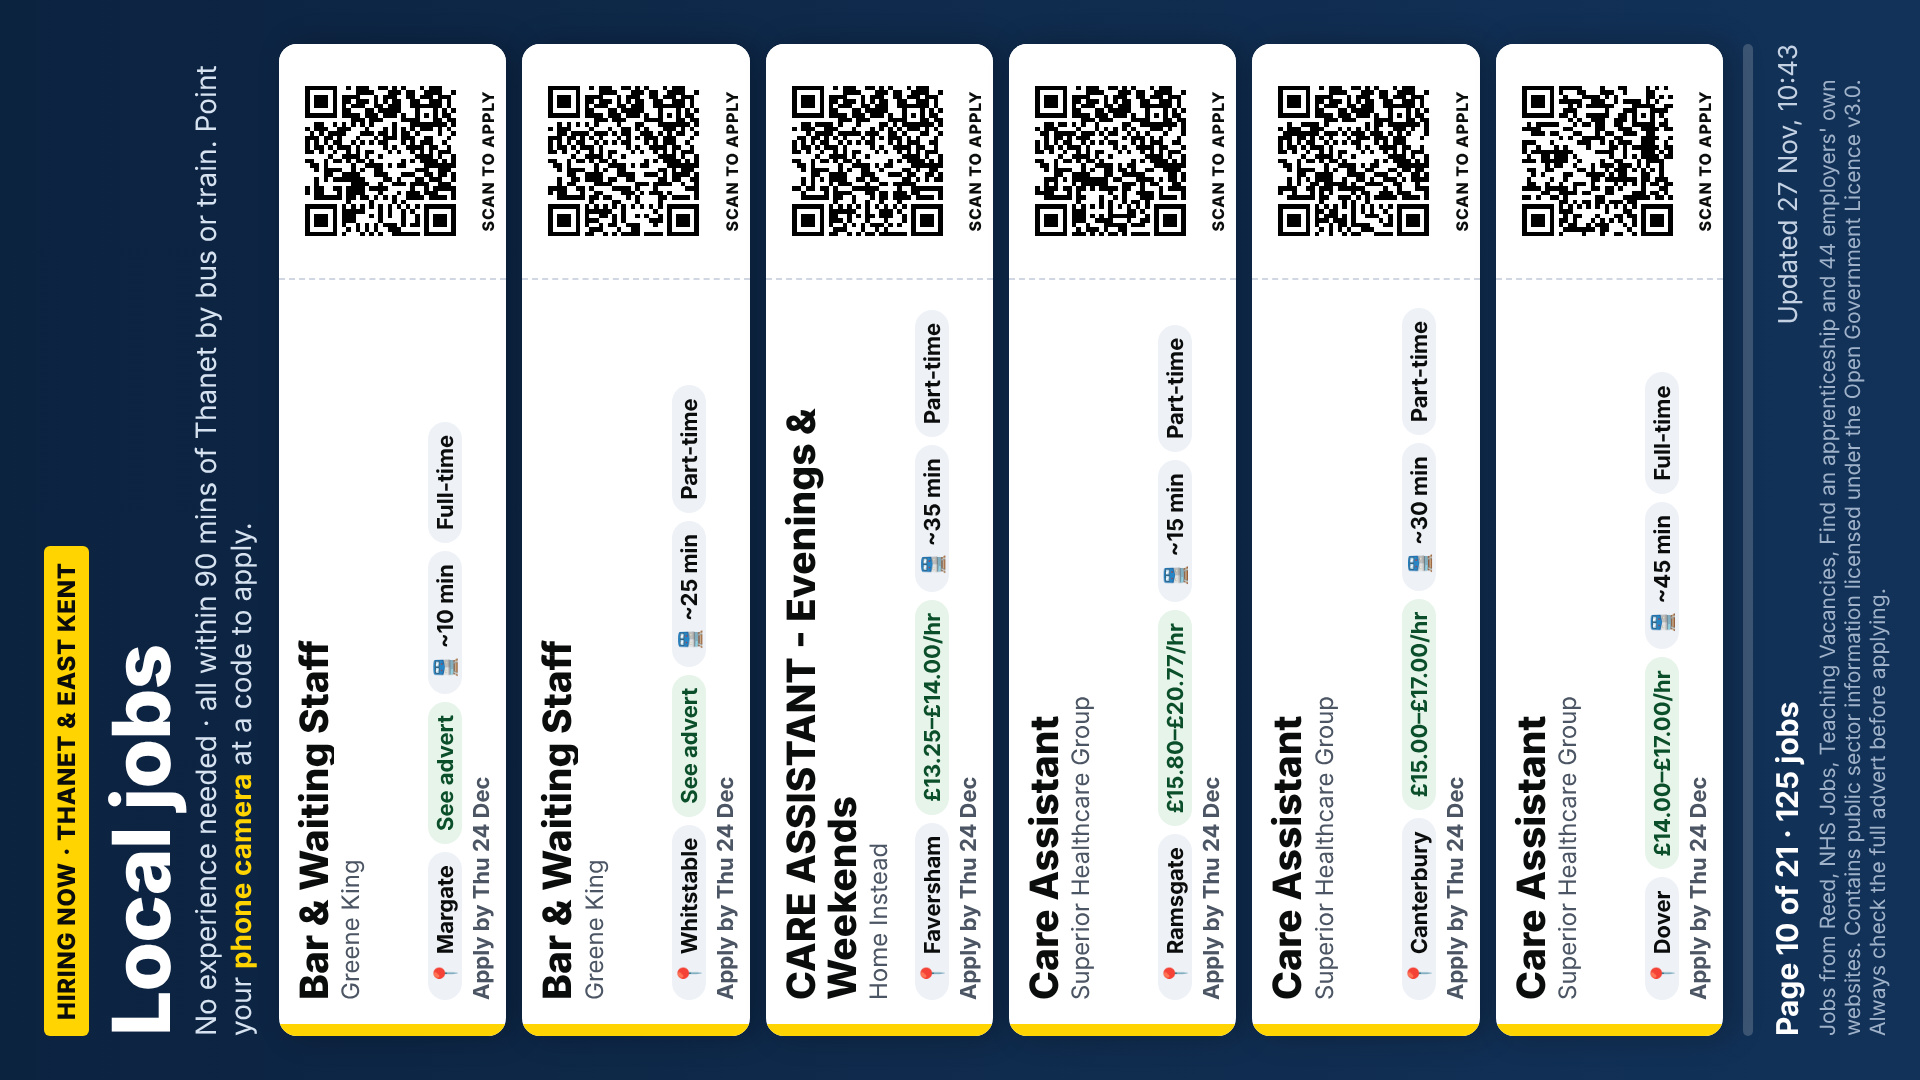 HIRING NOW · THANET & EAST KENT
Local jobs
No experience needed · all within 90 mins of Thanet by bus or train. Point
your phone camera at a code to apply.
Bar & Waiting Staff
Greene King
📍 Margate See advert 🚆 ~10 min Full-time
Apply by Thu 24 Dec
SCAN TO APPLY
Bar & Waiting Staff
Greene King
📍 Whitstable See advert 🚆 ~25 min Part-time
Apply by Thu 24 Dec
SCAN TO APPLY
CARE ASSISTANT - Evenings &
Weekends
Home Instead
📍 Faversham £13.25–£14.00/hr 🚆 ~35 min Part-time
Apply by Thu 24 Dec
SCAN TO APPLY
Care Assistant
Superior Healthcare Group
📍 Ramsgate £15.80–£20.77/hr 🚆 ~15 min Part-time
Apply by Thu 24 Dec
SCAN TO APPLY
Care Assistant
Superior Healthcare Group
📍 Canterbury £15.00–£17.00/hr 🚆 ~30 min Part-time
Apply by Thu 24 Dec
SCAN TO APPLY
Care Assistant
Superior Healthcare Group
📍 Dover £14.00–£17.00/hr 🚆 ~45 min Full-time
Apply by Thu 24 Dec
SCAN TO APPLY
Page 10 of 21 · 125 jobs
Updated 27 Nov, 10:43
Jobs from Reed, NHS Jobs, Teaching Vacancies, Find an apprenticeship and 44 employers' own
websites. Contains public sector information licensed under the Open Government Licence v3.0.
Always check the full advert before applying.